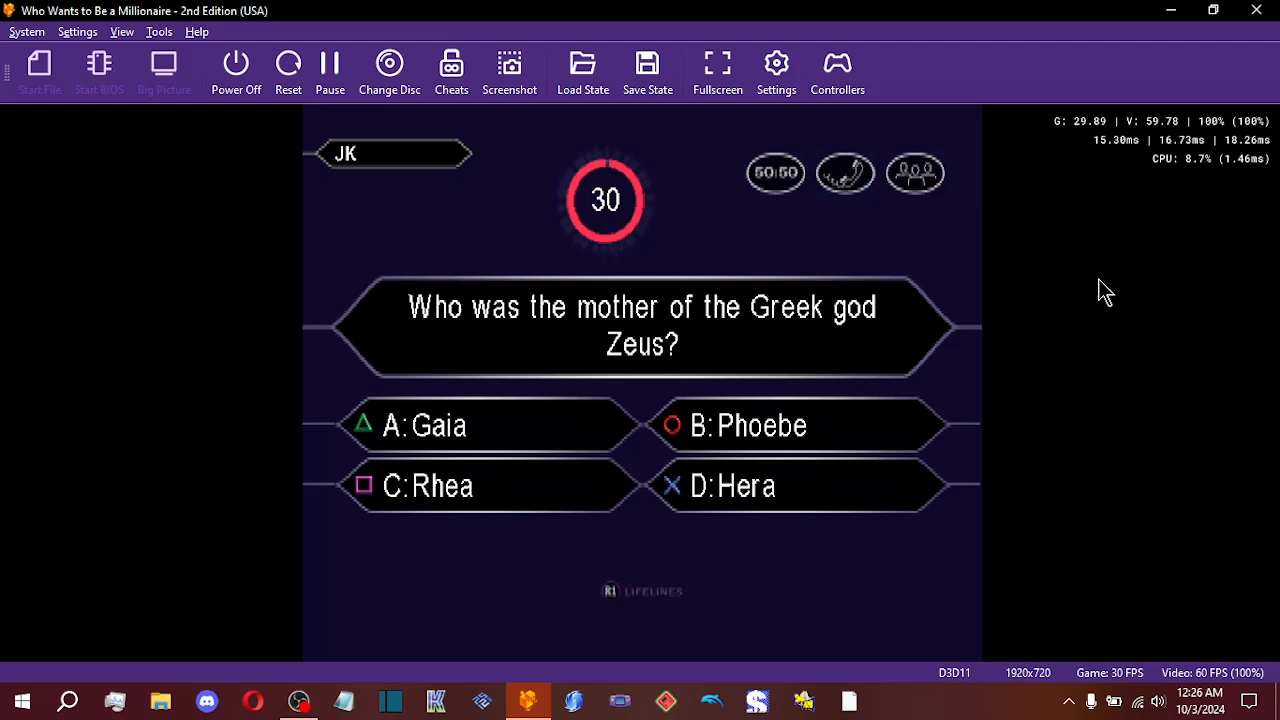 Who Wants to Be a Millionaire - 2nd Edition (USA)
System Settings View Tools Help
Start File Start BIOS Big Picture Power Off Reset Pause Change Disc Cheats Screenshot Load State Save State Fullscreen Settings Controllers
G: 29.89 | V: 59.78 | 100% (100%)
15.30ms | 16.73ms | 18.26ms
CPU: 8.7% (1.46ms)
JK
30
50:50
Who was the mother of the Greek god
Zeus?
A: Gaia
B: Phoebe
C: Rhea
D: Hera
R1 LIFELINES
D3D11 1920x720 Game: 30 FPS Video: 60 FPS (100%)
12:26 AM
10/3/2024